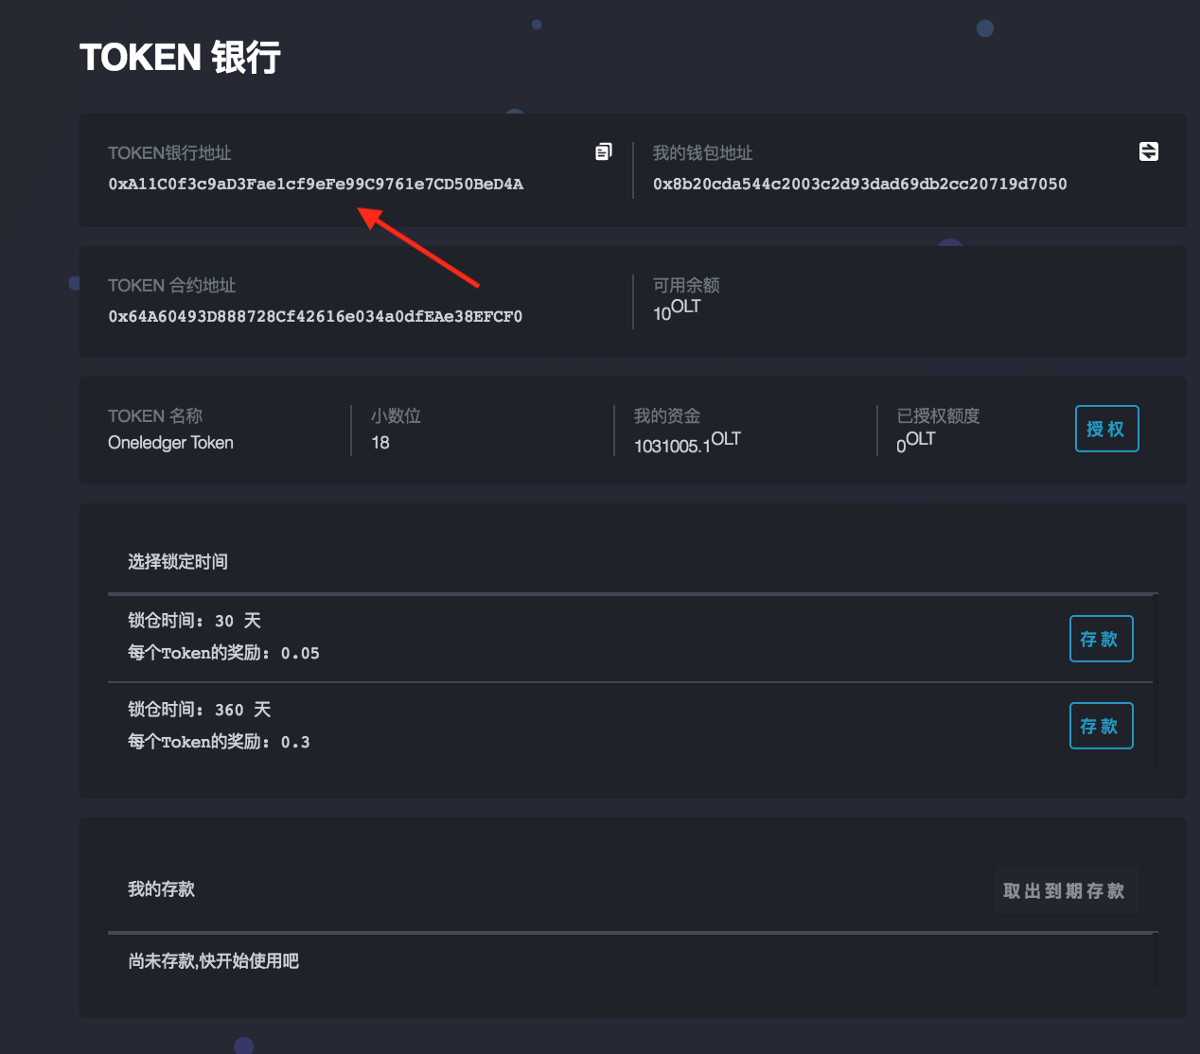 TOKEN 银行
TOKEN银行地址
0xA11C0f3c9aD3Fae1cf9eFe99C9761e7CD50BeD4A
我的钱包地址
0x8b20cda544c2003c2d93dad69db2cc20719d7050
TOKEN 合约地址
0x64A60493D888728Cf42616e034a0dfEAe38EFCF0
可用余额
10OLT
TOKEN 名称
Oneledger Token
小数位
18
我的资金
1031005.1OLT
已授权额度
0OLT
授权
选择锁定时间
锁仓时间: 30 天
每个Token的奖励: 0.05
存款
锁仓时间: 360 天
每个Token的奖励: 0.3
存款
我的存款
取出到期存款
尚未存款,快开始使用吧